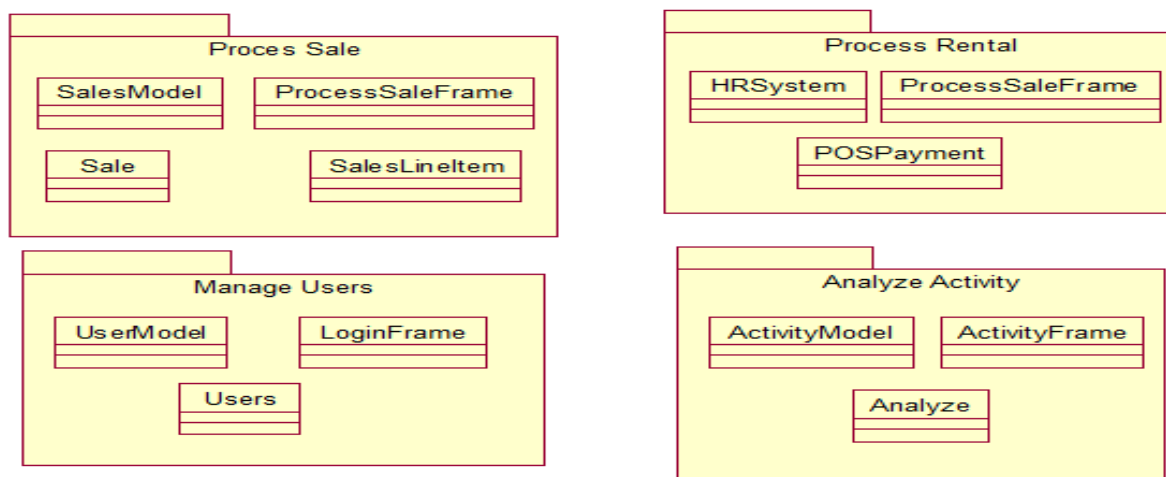 Proces Sale
SalesModel
ProcessSaleFrame
Sale
SalesLineItem
Process Rental
HRSystem
ProcessSaleFrame
POSPayment
Manage Users
UserModel
LoginFrame
Users
Analyze Activity
ActivityModel
ActivityFrame
Analyze